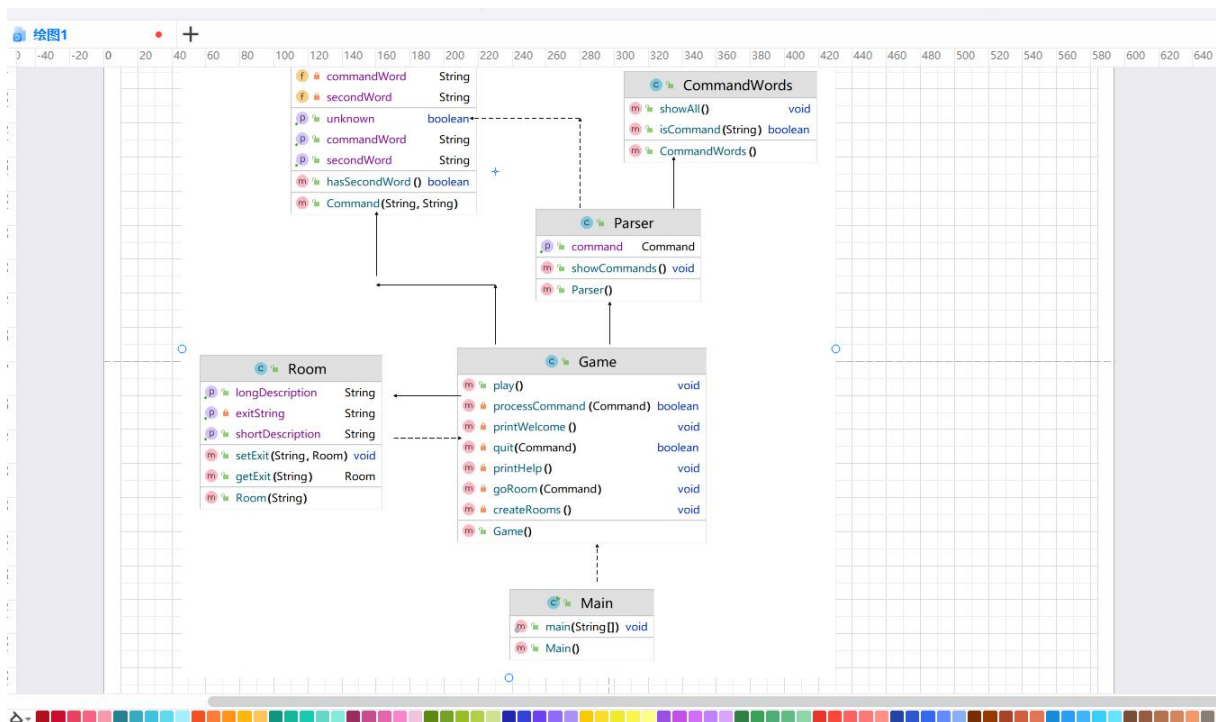 绘图1
-40 -20 0 20 40 60 80 100 120 140 160 180 200 220 240 260 280 300 320 340 360 380 400 420 440 460 480 500 520 540 560 580 600 620 640
f commandWord String
f secondWord String
p unknown boolean
p commandWord String
p secondWord String
m hasSecondWord() boolean
m Command(String, String)
c CommandWords
m showAll() void
m isCommand(String) boolean
m CommandWords()
c Parser
p command Command
m showCommands() void
m Parser()
c Room
p longDescription String
p exitString String
p shortDescription String
m setExit(String, Room) void
m getExit(String) Room
m Room(String)
c Game
m play() void
m processCommand(Command) boolean
m printWelcome() void
m quit(Command) boolean
m printHelp() void
m goRoom(Command) void
m createRooms() void
m Game()
c Main
m main(String[]) void
m Main()